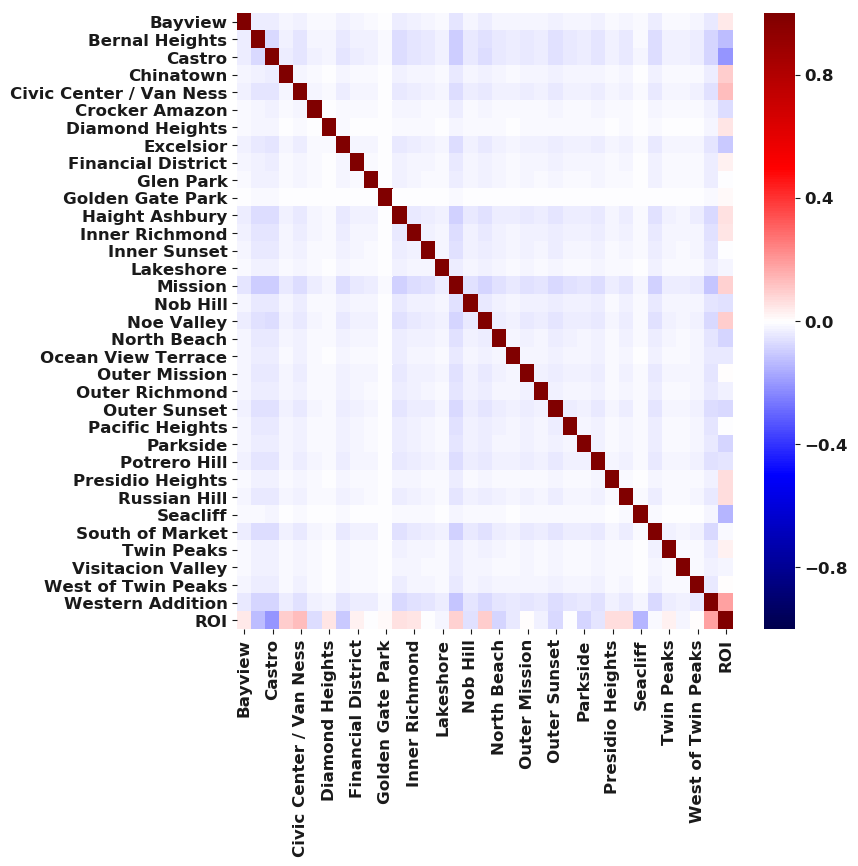 Bayview
Bernal Heights
Castro
Chinatown
Civic Center / Van Ness
Crocker Amazon
Diamond Heights
Excelsior
Financial District
Glen Park
Golden Gate Park
Haight Ashbury
Inner Richmond
Inner Sunset
Lakeshore
Mission
Nob Hill
Noe Valley
North Beach
Ocean View Terrace
Outer Mission
Outer Richmond
Outer Sunset
Pacific Heights
Parkside
Potrero Hill
Presidio Heights
Russian Hill
Seacliff
South of Market
Twin Peaks
Visitacion Valley
West of Twin Peaks
Western Addition
ROI
Bayview
Castro
Civic Center / Van Ness
Diamond Heights
Financial District
Golden Gate Park
Inner Richmond
Lakeshore
Nob Hill
North Beach
Outer Mission
Outer Sunset
Parkside
Presidio Heights
Seacliff
Twin Peaks
West of Twin Peaks
ROI
0.8
0.4
0.0
−0.4
−0.8